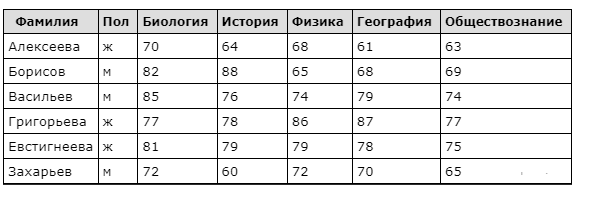 Фамилия Пол Биология История Физика География Обществознание
Алексеева ж 70 64 68 61 63
Борисов м 82 88 65 68 69
Васильев м 85 76 74 79 74
Григорьева ж 77 78 86 87 77
Евстигнеева ж 81 79 79 78 75
Захарьев м 72 60 72 70 65